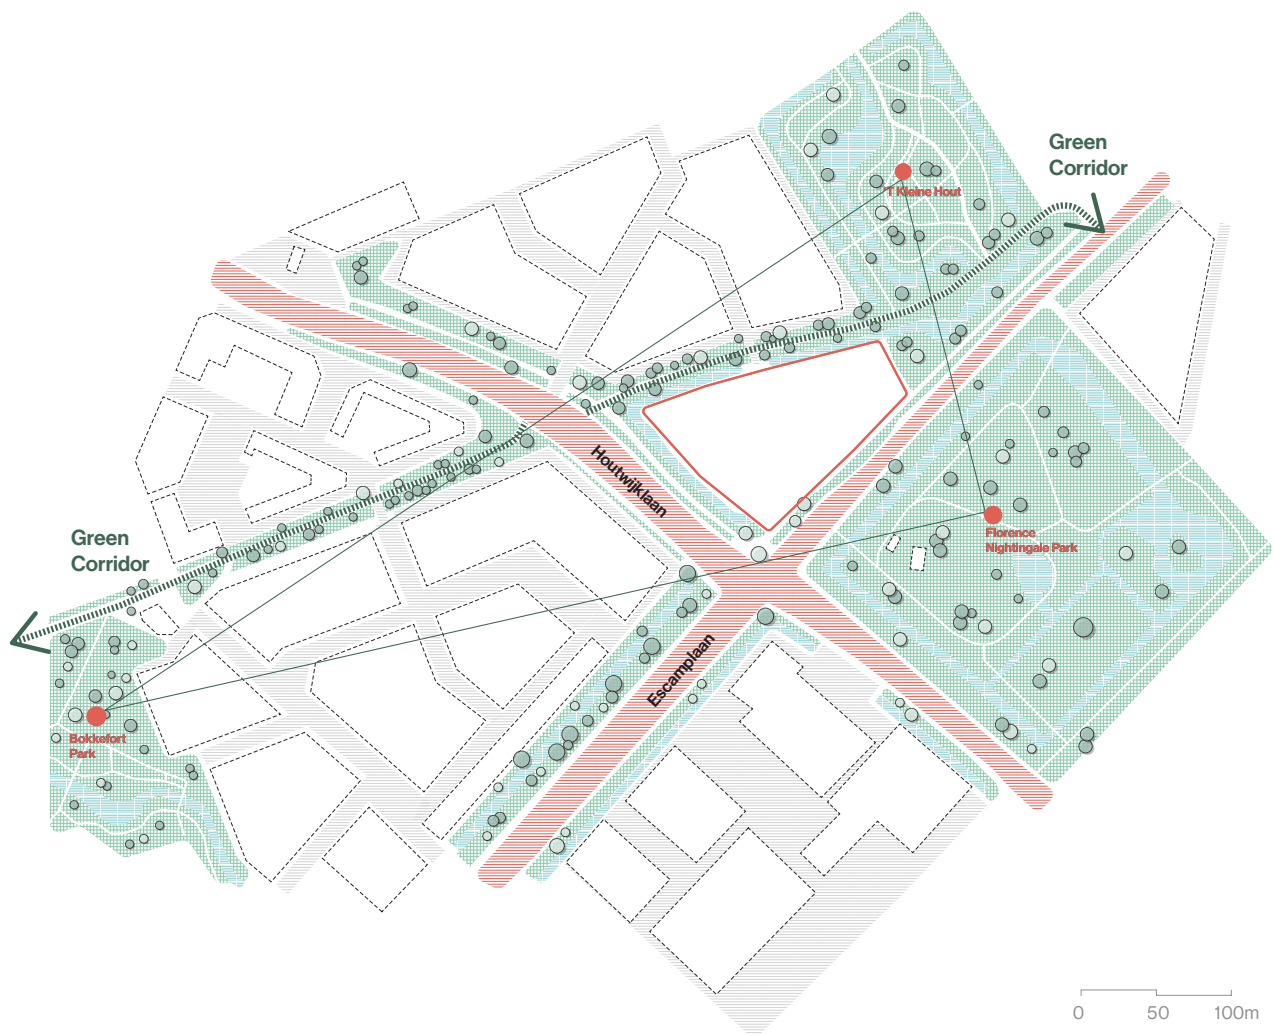 Green
Corridor
'T Kleine Hout
Houtwijklaan
Green
Corridor
Florence
Nightingale Park
Escamplaan
Bokkefort
Park
0 50 100m